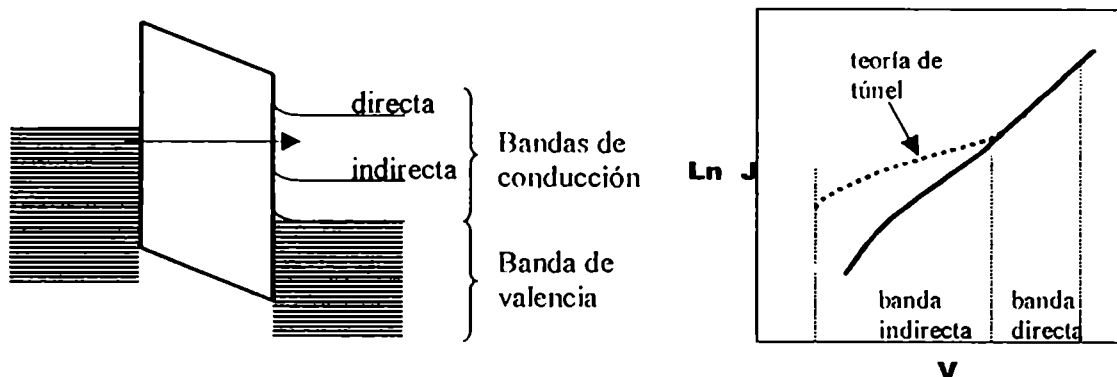 directa
indirecta
Bandas de
conducción
Banda de
valencia
teoría de
túnel
Ln J
banda
indirecta
banda
directa
V